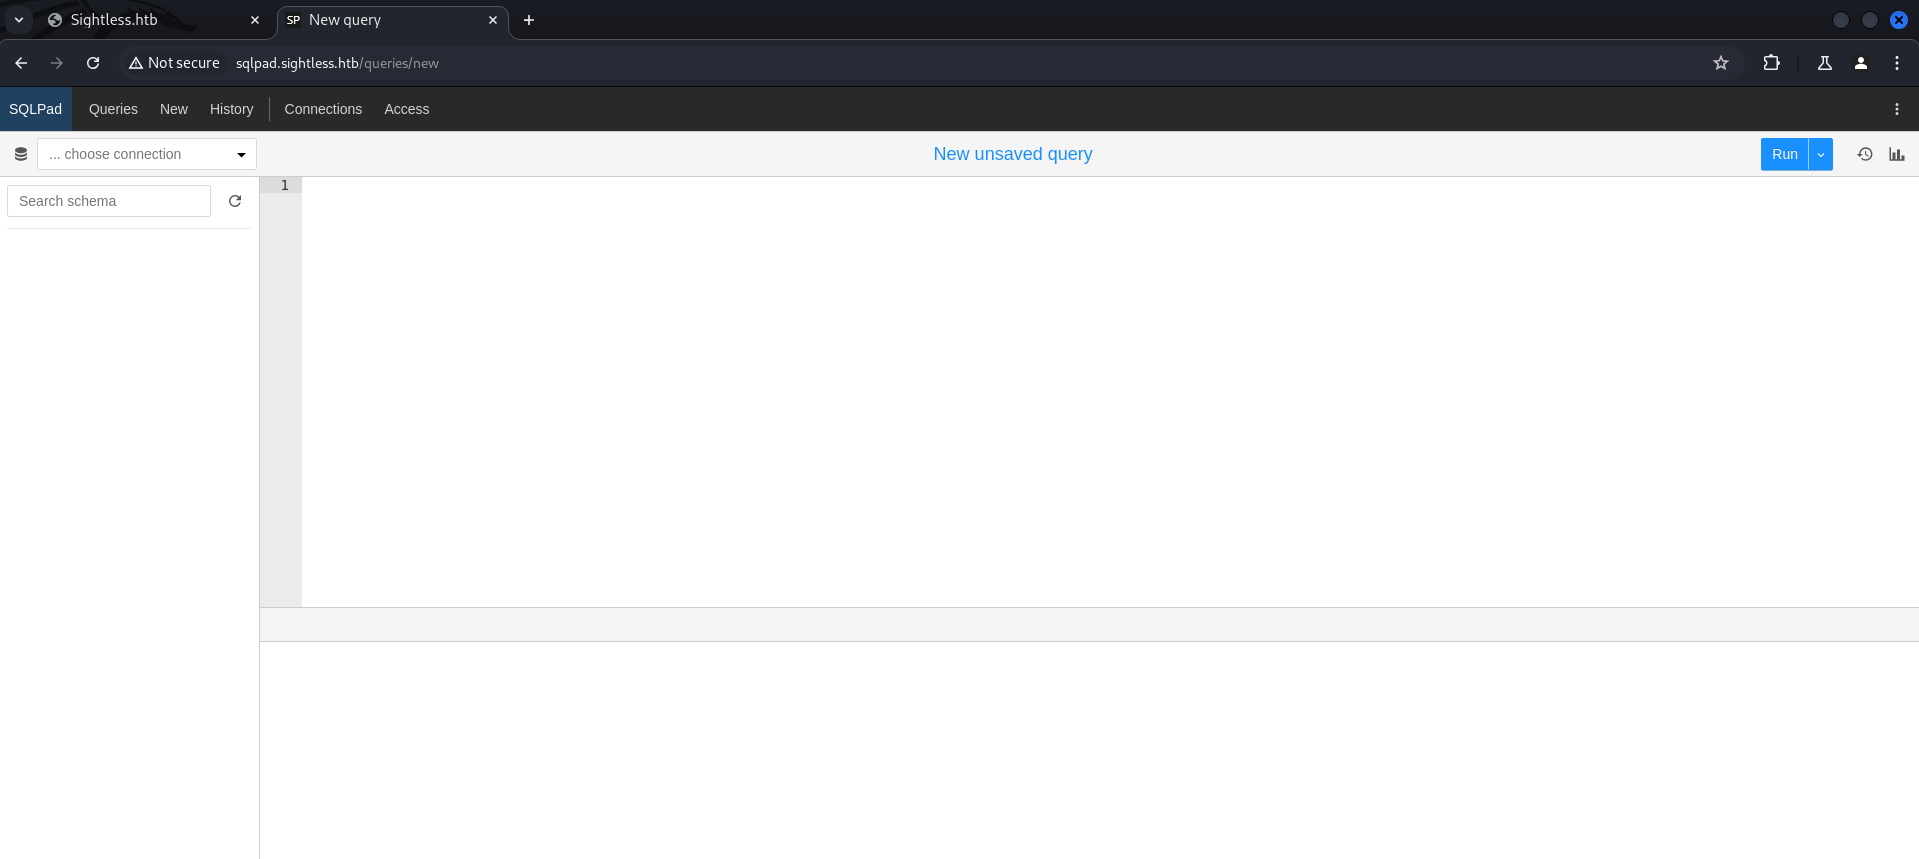 Sightless.htb
SP New query
Not secure sqlpad.sightless.htb/queries/new
SQLPad Queries New History Connections Access
... choose connection New unsaved query Run
Search schema 1